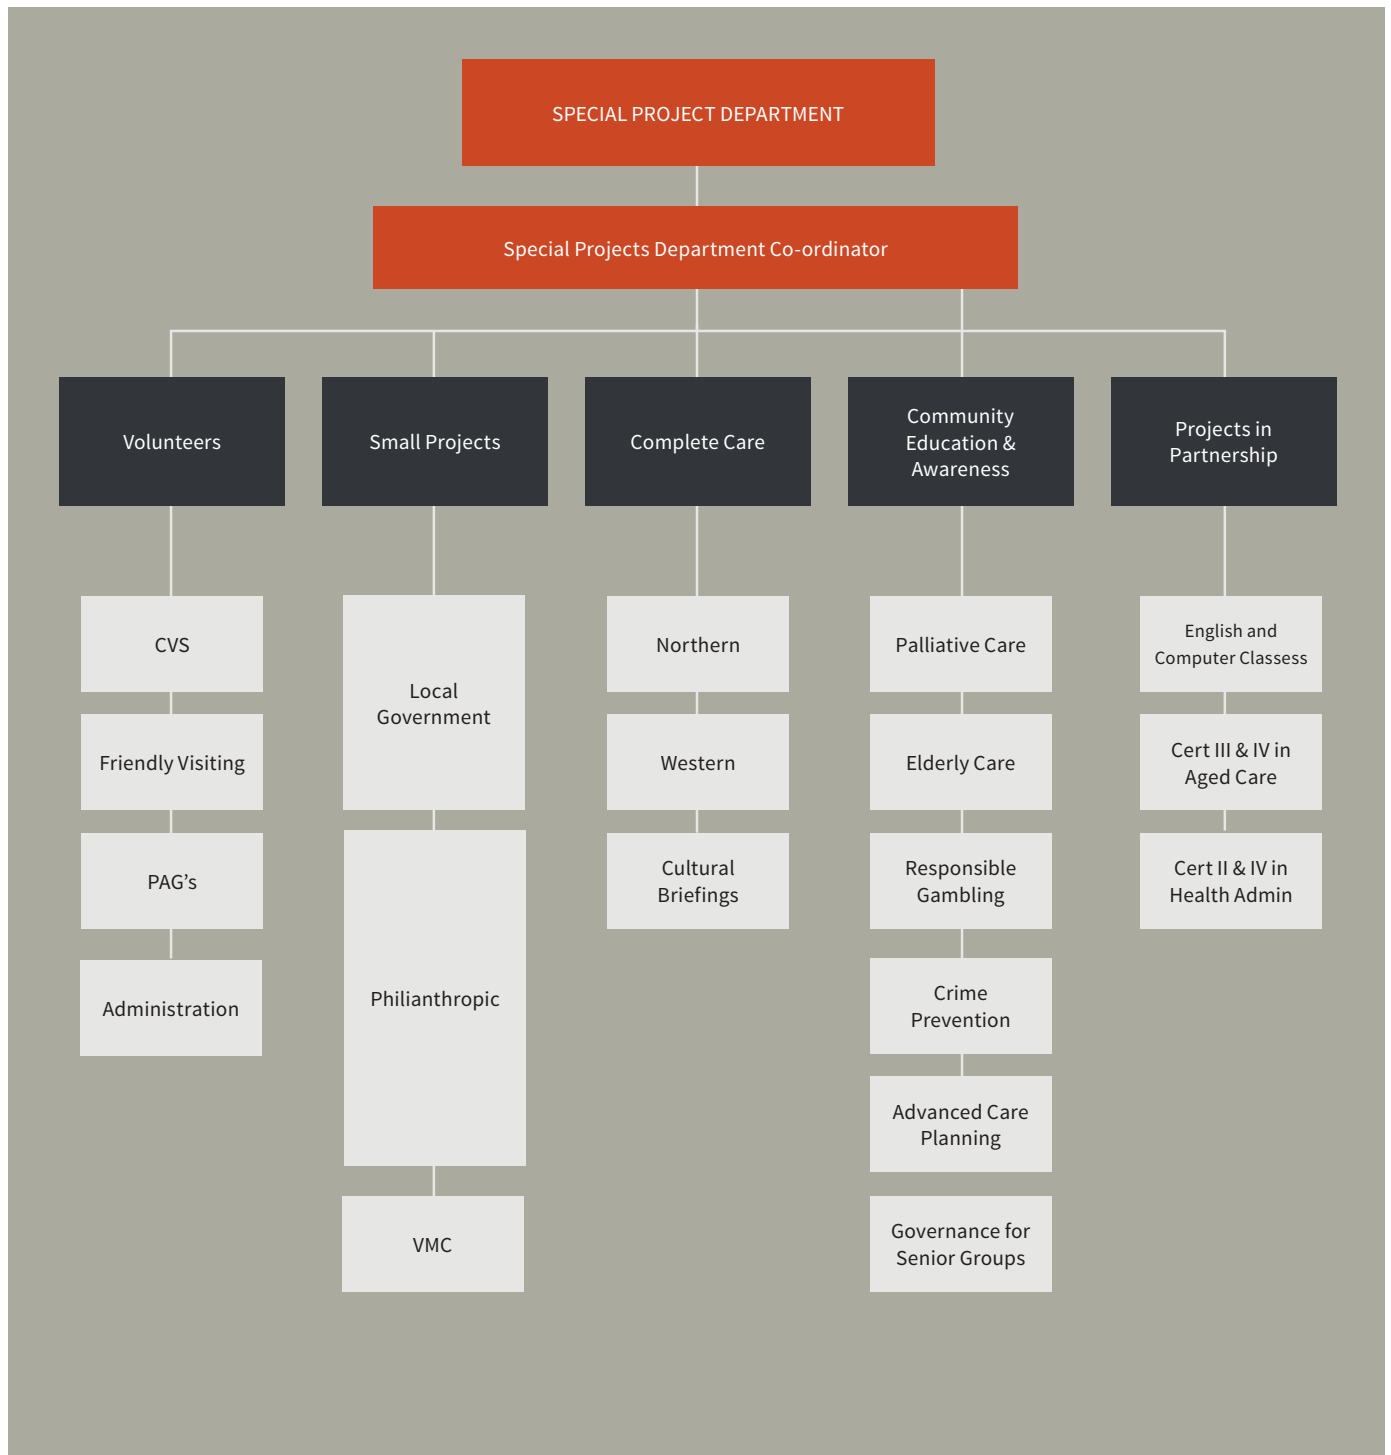 SPECIAL PROJECT DEPARTMENT
Special Projects Department Co-ordinator
Volunteers
Small Projects
Complete Care
Community
Education &
Awareness
Projects in
Partnership
CVS
Friendly Visiting
PAG’s
Administration
Local
Government
Philianthropic
VMC
Northern
Western
Cultural
Briefings
Palliative Care
Elderly Care
Responsible
Gambling
Crime
Prevention
Advanced Care
Planning
Governance for
Senior Groups
English and
Computer Classess
Cert III & IV in
Aged Care
Cert II & IV in
Health Admin